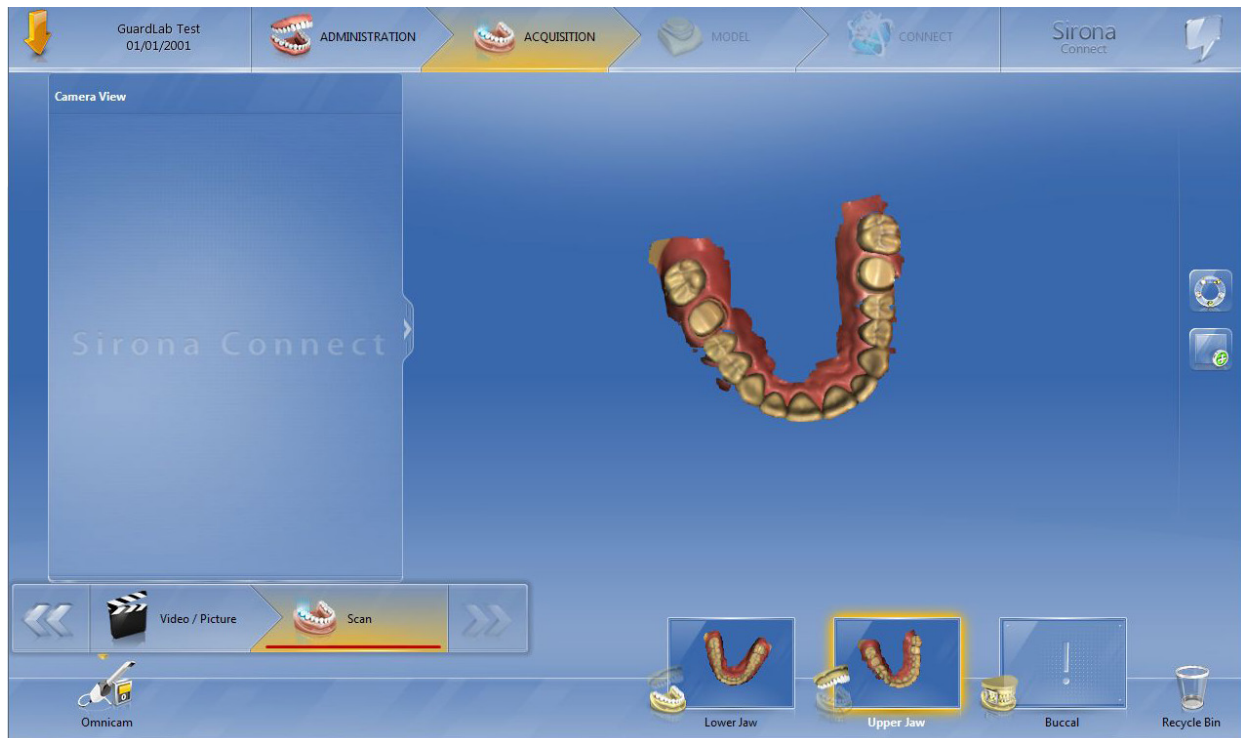 GuardLab Test
01/01/2001
ADMINISTRATION
ACQUISITION
MODEL
CONNECT
Sirona
Connect
Camera View
Sirona Connect
Video / Picture
Scan
Omnicam
Lower Jaw
Upper Jaw
Buccal
Recycle Bin